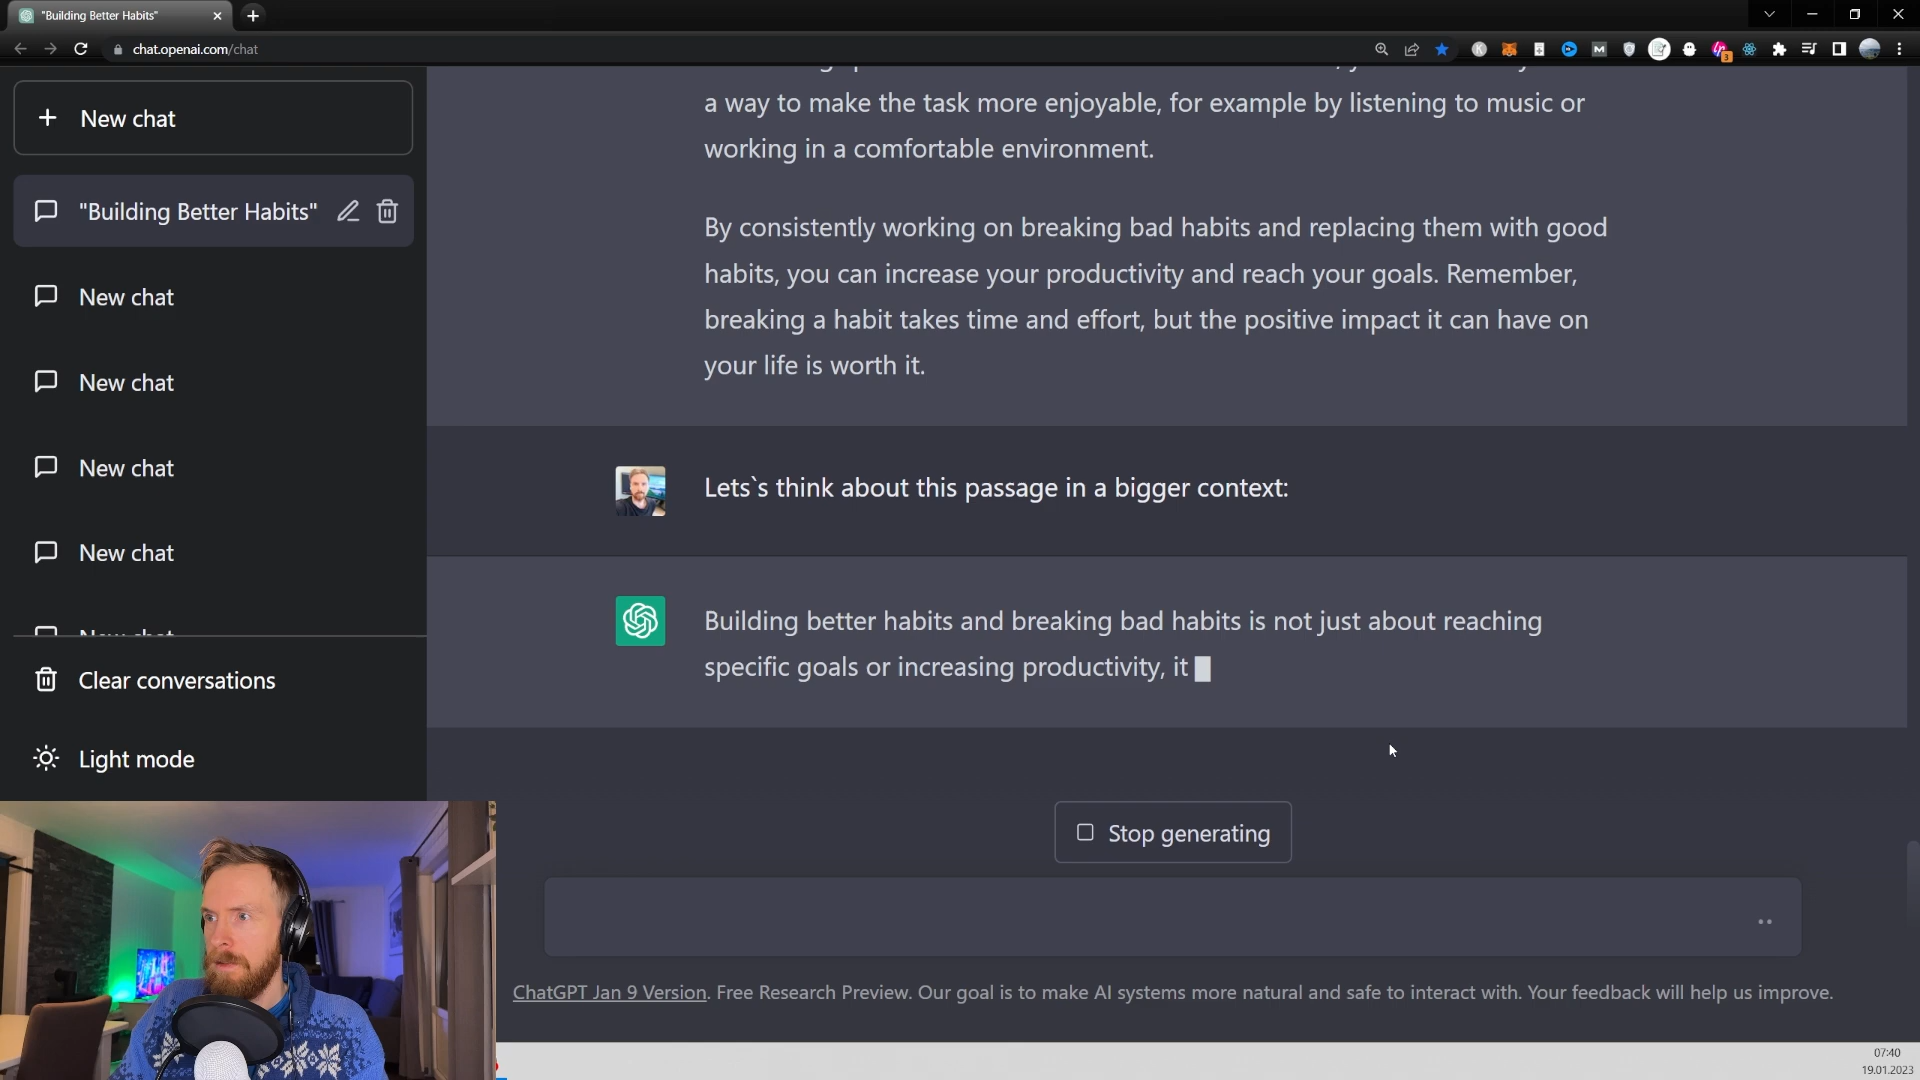 "Building Better Habits"
chat.openai.com/chat
3
New chat
"Building Better Habits"
New chat
New chat
New chat
New chat
Clear conversations
Light mode
a way to make the task more enjoyable, for example by listening to music or
working in a comfortable environment.
By consistently working on breaking bad habits and replacing them with good
habits, you can increase your productivity and reach your goals. Remember,
breaking a habit takes time and effort, but the positive impact it can have on
your life is worth it.
Lets`s think about this passage in a bigger context:
Building better habits and breaking bad habits is not just about reaching
specific goals or increasing productivity, it
Stop generating
ChatGPT Jan 9 Version. Free Research Preview. Our goal is to make AI systems more natural and safe to interact with. Your feedback will help us improve.
07:40
19.01.2023